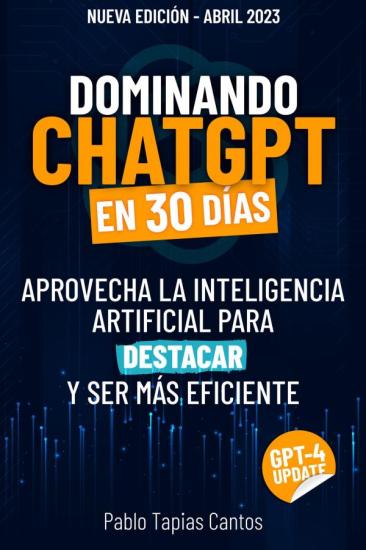 NUEVA EDICIÓN - ABRIL 2023
DOMINANDO
CHATGPT
EN 30 DÍAS
APROVECHA LA INTELIGENCIA
ARTIFICIAL PARA
DESTACAR
Y SER MÁS EFICIENTE
GPT-4
UPDATE
Pablo Tapias Cantos